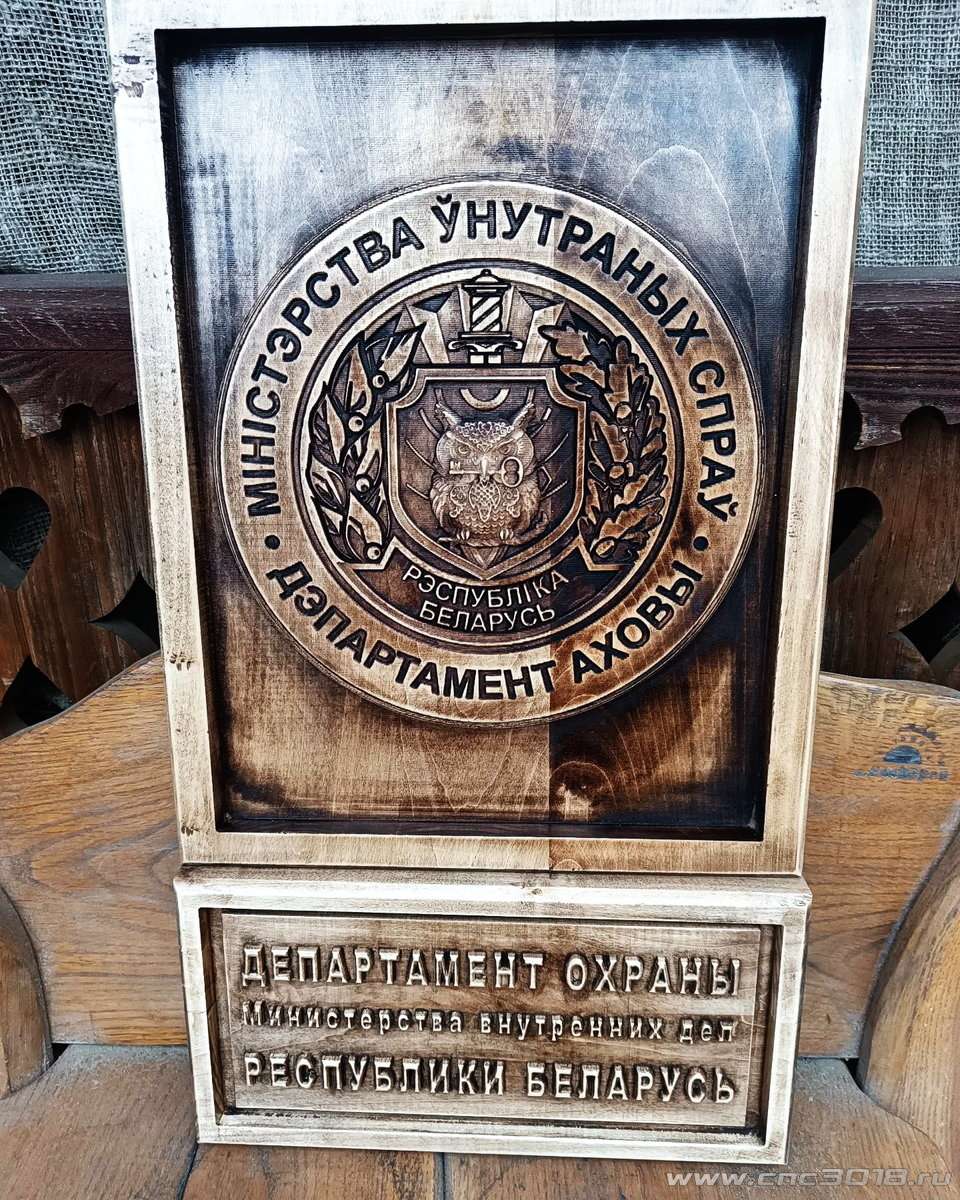 МІНІСТЭРСТВА ЎНУТРАНЫХ СПРАЎ
• ДЭПАРТАМЕНТ АХОВЫ •
РЭСПУБЛІКА
БЕЛАРУСЬ
ДЕПАРТАМЕНТ ОХРАНЫ
Министерства внутренних дел
РЕСПУБЛИКИ БЕЛАРУСЬ
www.cnc3018.ru